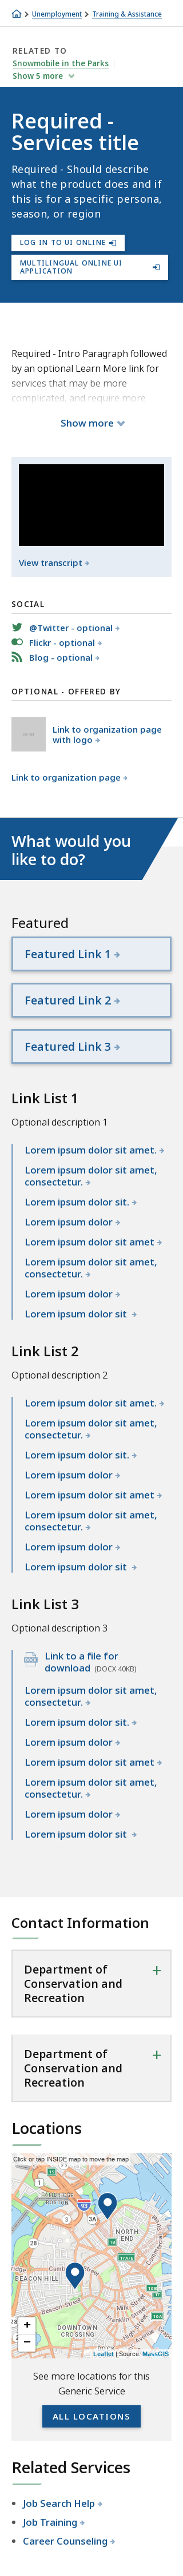 Unemployment
Training & Assistance
RELATED TO
Snowmobile in the Parks
Show 5 more
Required -
Services title
Required - Should describe
what the product does and if
this is for a specific persona,
season, or region
LOG IN TO UI ONLINE
MULTILINGUAL ONLINE UI
APPLICATION
Required - Intro Paragraph followed
by an optional Learn More link for
services that may be more
complicated, and require more
Show more
View transcript
SOCIAL
@Twitter - optional
Flickr - optional
Blog - optional
OPTIONAL - OFFERED BY
Link to organization page
with logo
Link to organization page
What would you
like to do?
Featured
Featured Link 1
Featured Link 2
Featured Link 3
Link List 1
Optional description 1
Lorem ipsum dolor sit amet.
Lorem ipsum dolor sit amet,
consectetur.
Lorem ipsum dolor sit.
Lorem ipsum dolor
Lorem ipsum dolor sit amet
Lorem ipsum dolor sit amet,
consectetur.
Lorem ipsum dolor
Lorem ipsum dolor sit
Link List 2
Optional description 2
Lorem ipsum dolor sit amet.
Lorem ipsum dolor sit amet,
consectetur.
Lorem ipsum dolor sit.
Lorem ipsum dolor
Lorem ipsum dolor sit amet
Lorem ipsum dolor sit amet,
consectetur.
Lorem ipsum dolor
Lorem ipsum dolor sit
Link List 3
Optional description 3
DOCX
Link to a file for
download (DOCX 40KB)
Lorem ipsum dolor sit amet,
consectetur.
Lorem ipsum dolor sit.
Lorem ipsum dolor
Lorem ipsum dolor sit amet
Lorem ipsum dolor sit amet,
consectetur.
Lorem ipsum dolor
Lorem ipsum dolor sit
Contact Information
Department of
Conservation and
Recreation
Department of
Conservation and
Recreation
Locations
Click or tap INSIDE map to move the map
BOSTON
93
3A
NORTH
END
28
BEACON HILL
DOWNTOWN
CROSSING
+
−
Leaflet | Source: MassGIS
See more locations for this
Generic Service
ALL LOCATIONS
Related Services
Job Search Help
Job Training
Career Counseling